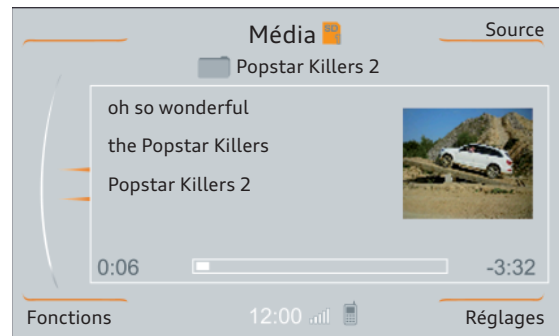 Média SD
Source
Popstar Killers 2
oh so wonderful
the Popstar Killers
Popstar Killers 2
0:06
-3:32
Fonctions
12:00
Réglages